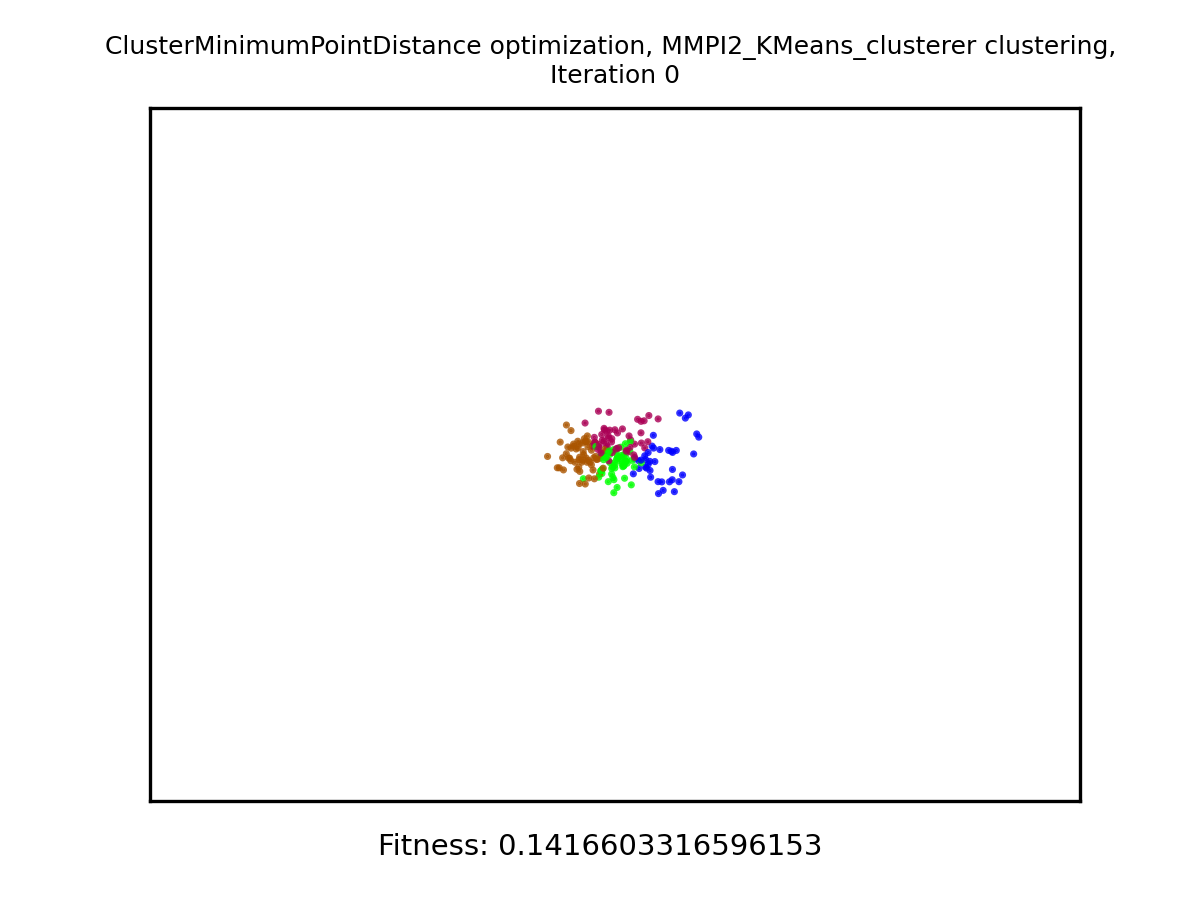 ClusterMinimumPointDistance optimization, MMPI2_KMeans_clusterer clustering,
Iteration 0
Fitness: 0.1416603316596153